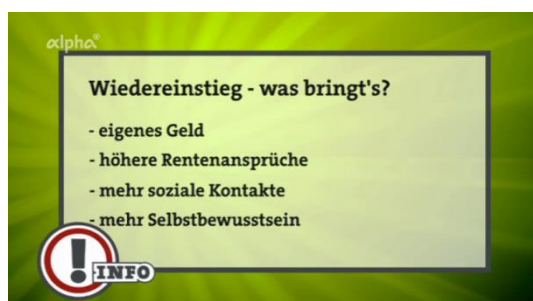 alpha®
Wiedereinstieg - was bringt's?
- eigenes Geld
- höhere Rentenansprüche
- mehr soziale Kontakte
- mehr Selbstbewusstsein
! INFO